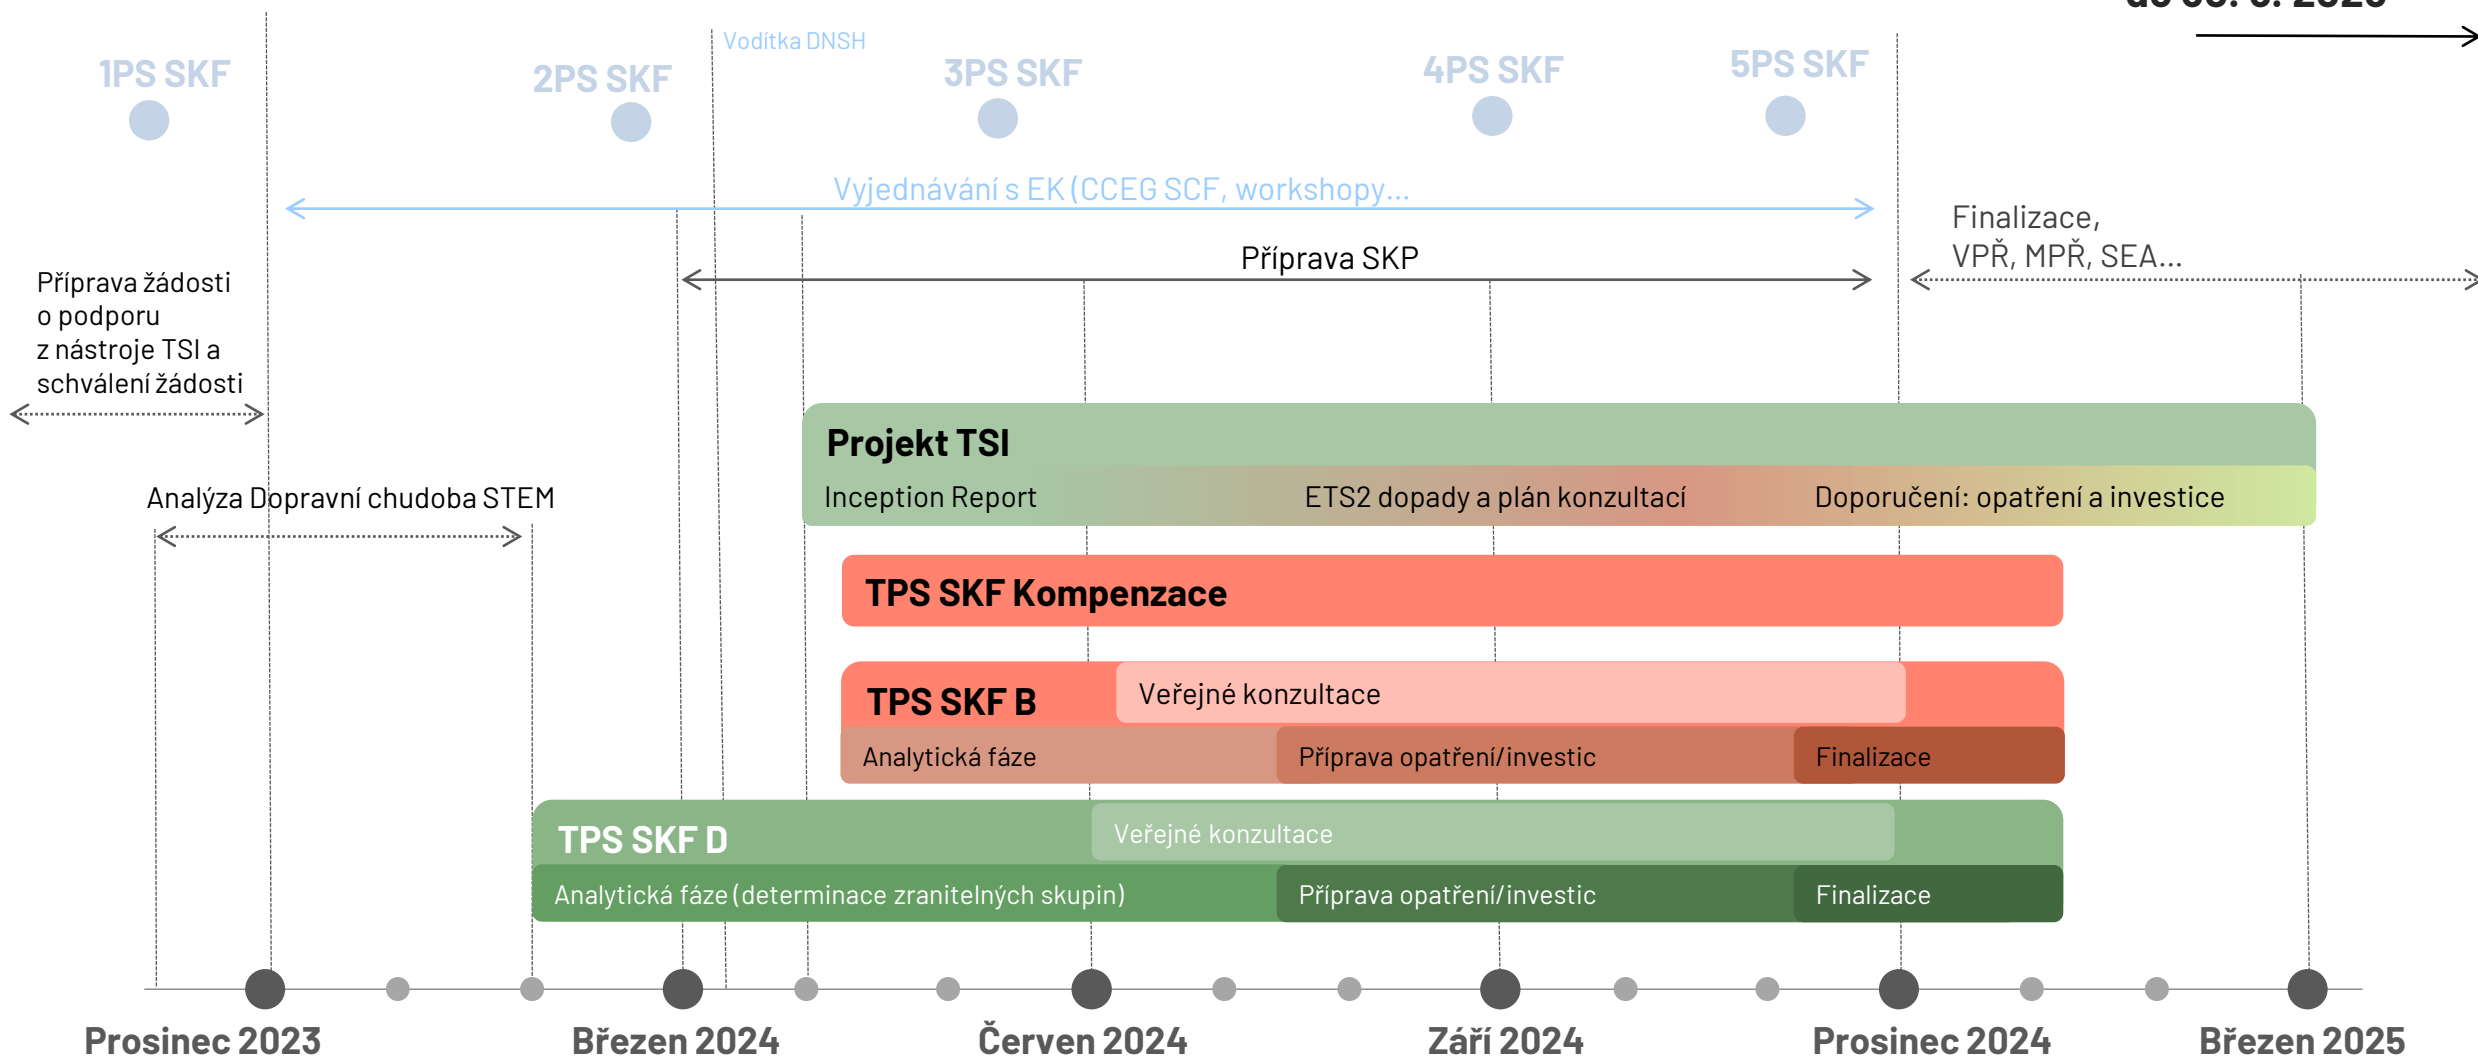 Vodítka DNSH
1PS SKF
2PS SKF
3PS SKF
4PS SKF
5PS SKF
Vyjednávání s EK (CCEG SCF, workshopy...
Finalizace,
VPŘ, MPŘ, SEA...
Příprava SKP
Příprava žádosti
o podporu
z nástroje TSI a
schválení žádosti
Projekt TSI
Inception Report
ETS2 dopady a plán konzultací
Doporučení: opatření a investice
Analýza Dopravní chudoba STEM
TPS SKF Kompenzace
TPS SKF B
Veřejné konzultace
Analytická fáze
Příprava opatření/investic
Finalizace
TPS SKF D
Veřejné konzultace
Analytická fáze (determinace zranitelných skupin)
Příprava opatření/investic
Finalizace
Prosinec 2023
Březen 2024
Červen 2024
Září 2024
Prosinec 2024
Březen 2025